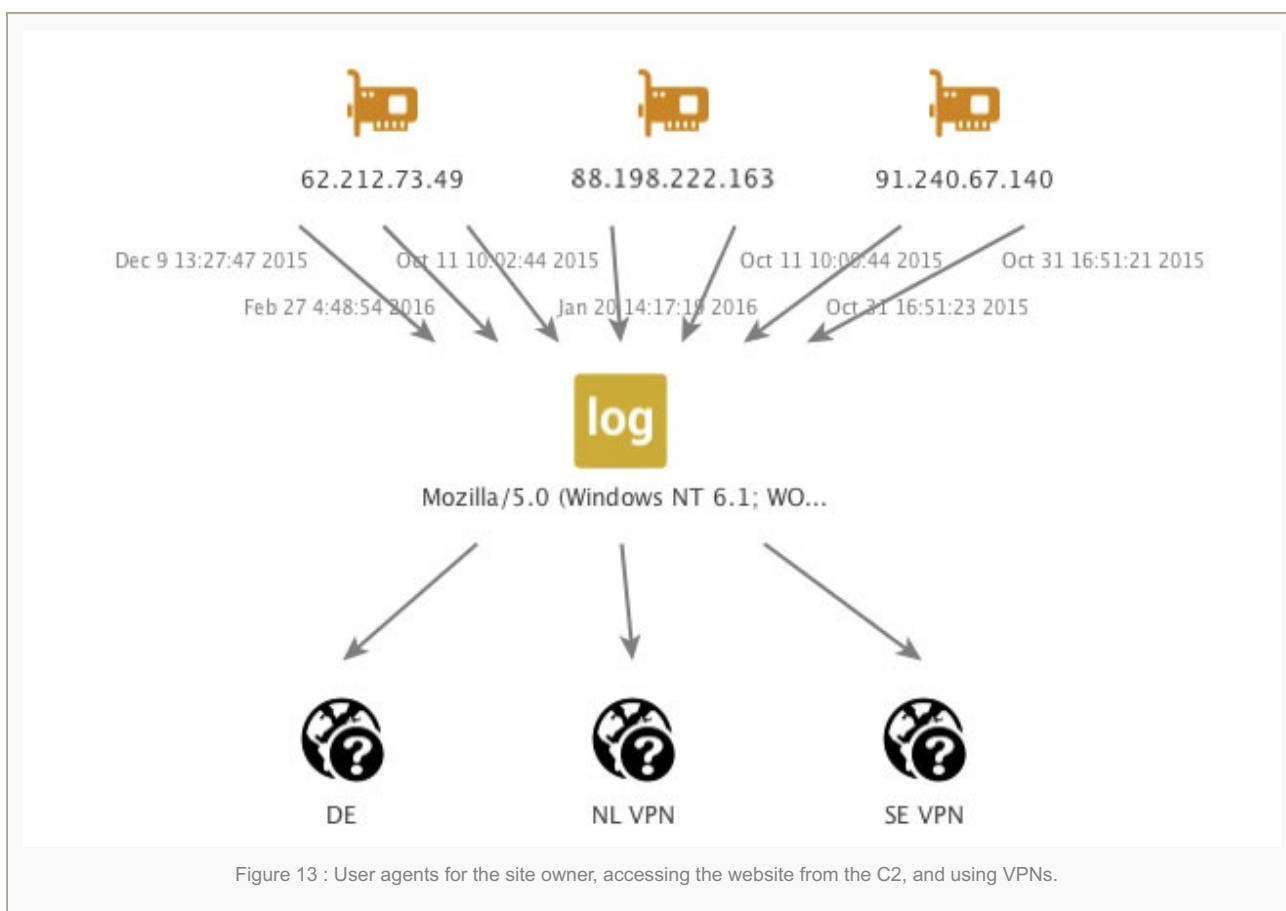 62.212.73.49 88.198.222.163 91.240.67.140
Dec 9 13:27:47 2015 Oct 11 10:02:44 2015 Oct 11 10:00:44 2015 Oct 31 16:51:21 2015
Feb 27 4:48:54 2016 Jan 20 14:17:19 2016 Oct 31 16:51:23 2015
log
Mozilla/5.0 (Windows NT 6.1; WO...
DE NL VPN SE VPN
Figure 13 : User agents for the site owner, accessing the website from the C2, and using VPNs.